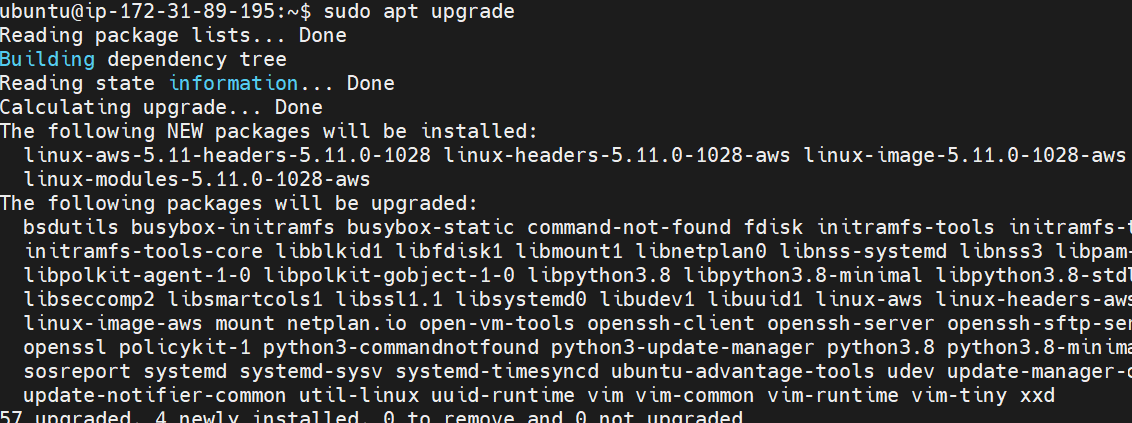 ubuntu@ip-172-31-89-195:~$ sudo apt upgrade
Reading package lists... Done
Building dependency tree
Reading state information... Done
Calculating upgrade... Done
The following NEW packages will be installed:
  linux-aws-5.11-headers-5.11.0-1028 linux-headers-5.11.0-1028-aws linux-image-5.11.0-1028-aws
  linux-modules-5.11.0-1028-aws
The following packages will be upgraded:
  bsdutils busybox-initramfs busybox-static command-not-found fdisk initramfs-tools initramfs-t
  initramfs-tools-core libblkid1 libfdisk1 libmount1 libnetplan0 libnss-systemd libnss3 libpam-
  libpolkit-agent-1-0 libpolkit-gobject-1-0 libpython3.8 libpython3.8-minimal libpython3.8-stdl
  libseccomp2 libsmartcols1 libssl1.1 libsystemd0 libudev1 libuuid1 linux-aws linux-headers-aws
  linux-image-aws mount netplan.io open-vm-tools openssh-client openssh-server openssh-sftp-ser
  openssl policykit-1 python3-commandnotfound python3-update-manager python3.8 python3.8-minima
  sosreport systemd systemd-sysv systemd-timesyncd ubuntu-advantage-tools udev update-manager-c
  update-notifier-common util-linux uuid-runtime vim vim-common vim-runtime vim-tiny xxd
57 upgraded, 4 newly installed, 0 to remove and 0 not upgraded